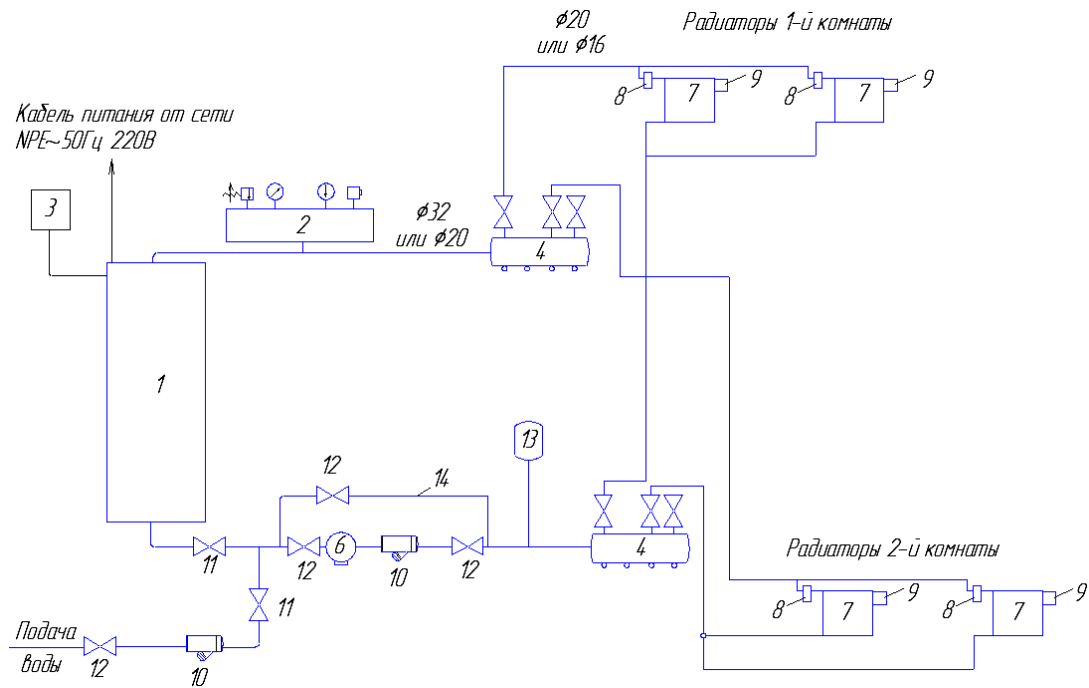 ϕ20
или ϕ16
Радиаторы 1-й комнаты
8
7
9
8
7
9
Кабель питания от сети
NPE~50Гц 220В
3
2
ϕ32
или ϕ20
4
1
13
12
14
11
12
6
10
12
4
11
Радиаторы 2-й комнаты
8
7
9
8
7
9
Подача
воды
12
10